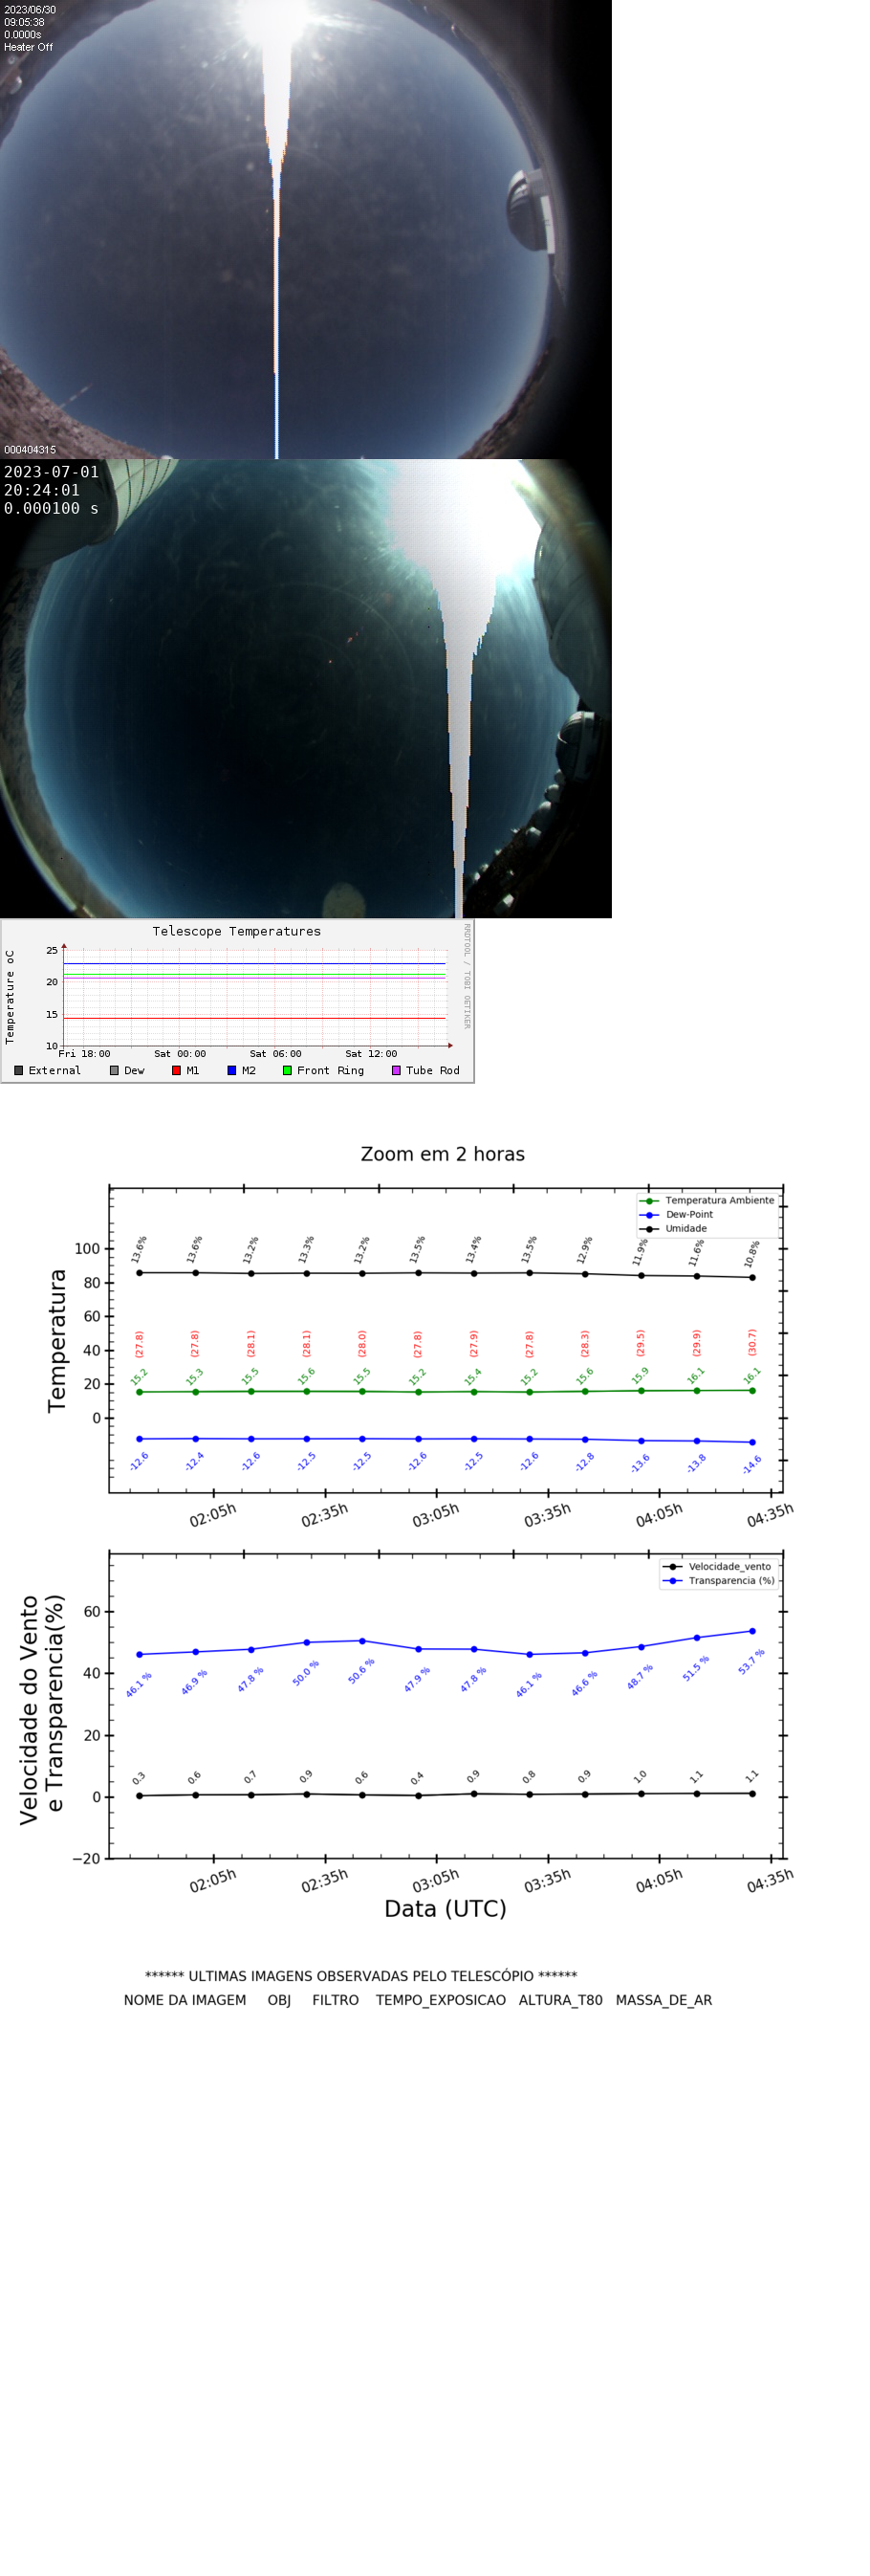 2023/06/30
09:05:38
0.0000s
Heater Off
000404315
2023-07-01
20:24:01
0.000100 s
Telescope Temperatures
RRDTOOL / TOBI OETIKER
Temperature oC
25
20
15
10
Fri 18:00 Sat 00:00 Sat 06:00 Sat 12:00
External Dew M1 M2 Front Ring Tube Rod
Zoom em 2 horas
Temperatura Ambiente
Dew-Point
Umidade
Temperatura
100
80
60
40
20
0
13.6% 13.6% 13.2% 13.3% 13.2% 13.5% 13.4% 13.5% 12.9% 11.9% 11.6% 10.8%
(27.8) (27.8) (28.1) (28.1) (28.0) (27.8) (27.9) (27.8) (28.3) (29.5) (29.9) (30.7)
15.2 15.3 15.5 15.6 15.5 15.2 15.4 15.2 15.6 15.9 16.1 16.1
-12.6 -12.4 -12.6 -12.5 -12.5 -12.6 -12.5 -12.6 -12.8 -13.6 -13.8 -14.6
02:05h 02:35h 03:05h 03:35h 04:05h 04:35h
Velocidade_vento
Transparencia (%)
Velocidade do Vento
e Transparencia(%)
60
40
20
0
−20
46.1 % 46.9 % 47.8 % 50.0 % 50.6 % 47.9 % 47.8 % 46.1 % 46.6 % 48.7 % 51.5 % 53.7 %
0.3 0.6 0.7 0.9 0.6 0.4 0.9 0.8 0.9 1.0 1.1 1.1
02:05h 02:35h 03:05h 03:35h 04:05h 04:35h
Data (UTC)
****** ULTIMAS IMAGENS OBSERVADAS PELO TELESCÓPIO ******
NOME DA IMAGEM OBJ FILTRO TEMPO_EXPOSICAO ALTURA_T80 MASSA_DE_AR